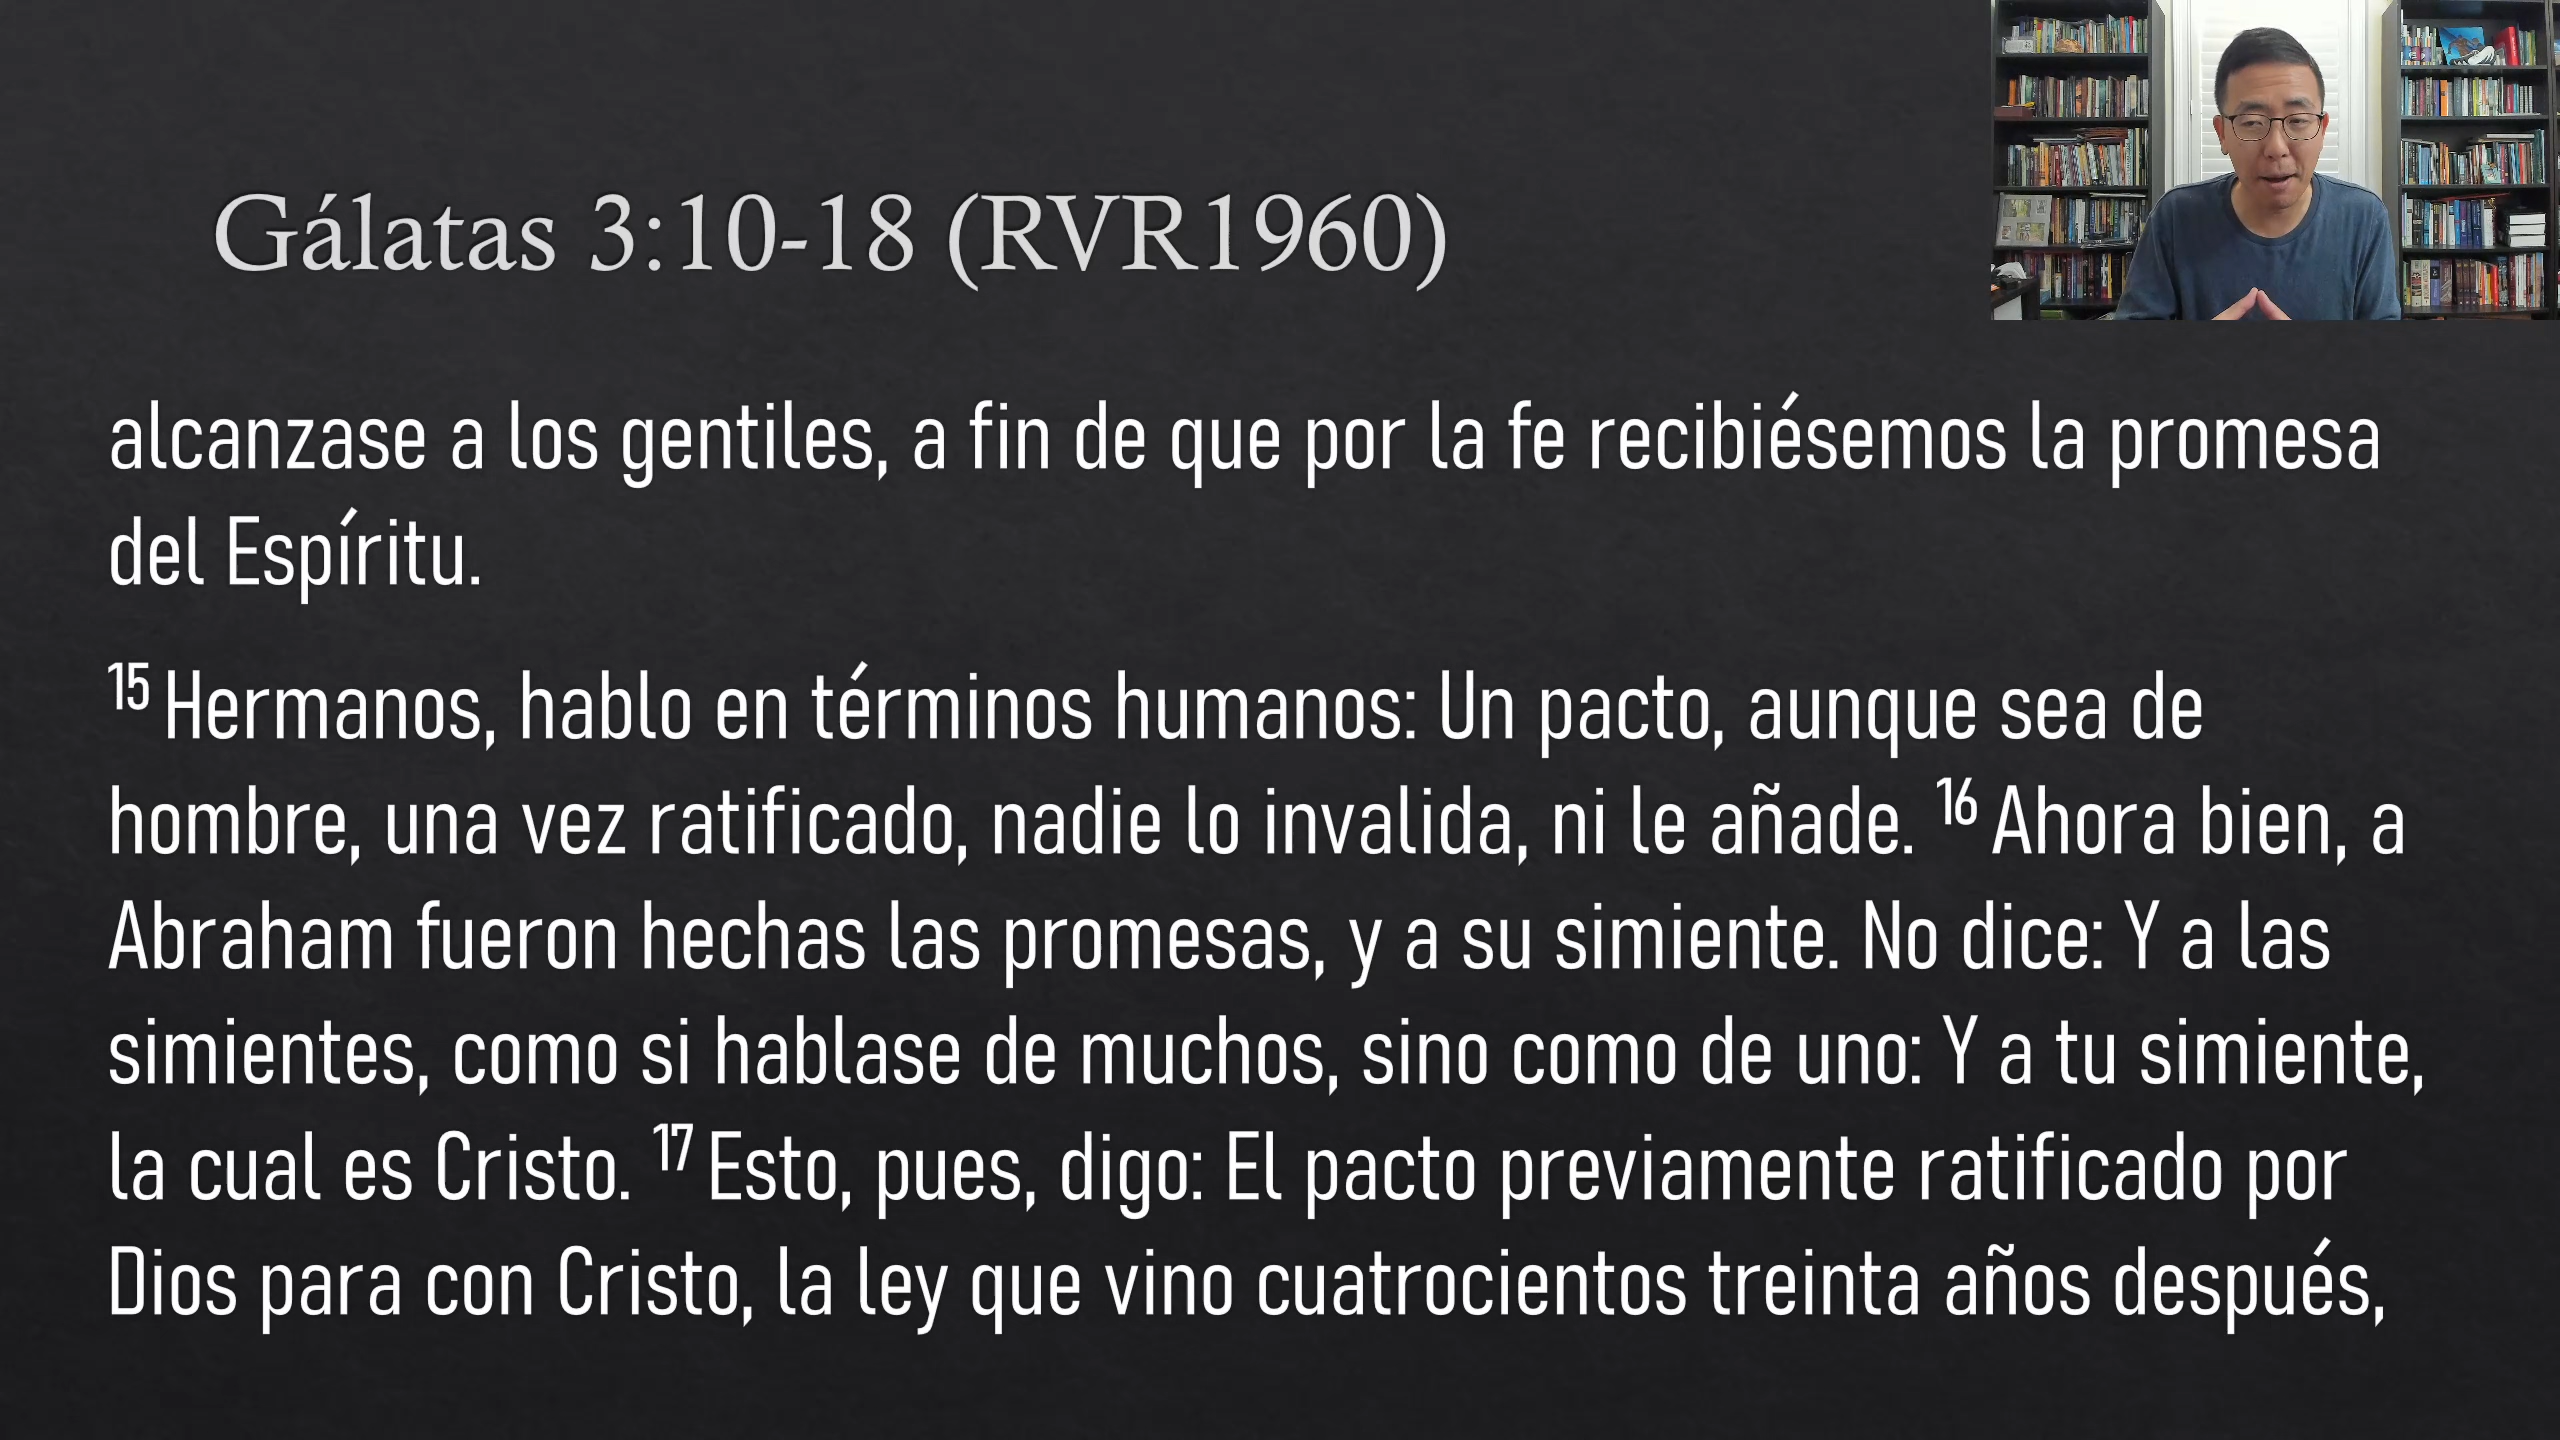 Gálatas 3:10-18 (RVR1960)
alcanzase a los gentiles, a fin de que por la fe recibiésemos la promesa
del Espíritu.
15 Hermanos, hablo en términos humanos: Un pacto, aunque sea de
hombre, una vez ratificado, nadie lo invalida, ni le añade. 16 Ahora bien, a
Abraham fueron hechas las promesas, y a su simiente. No dice: Y a las
simientes, como si hablase de muchos, sino como de uno: Y a tu simiente,
la cual es Cristo. 17 Esto, pues, digo: El pacto previamente ratificado por
Dios para con Cristo, la ley que vino cuatrocientos treinta años después,